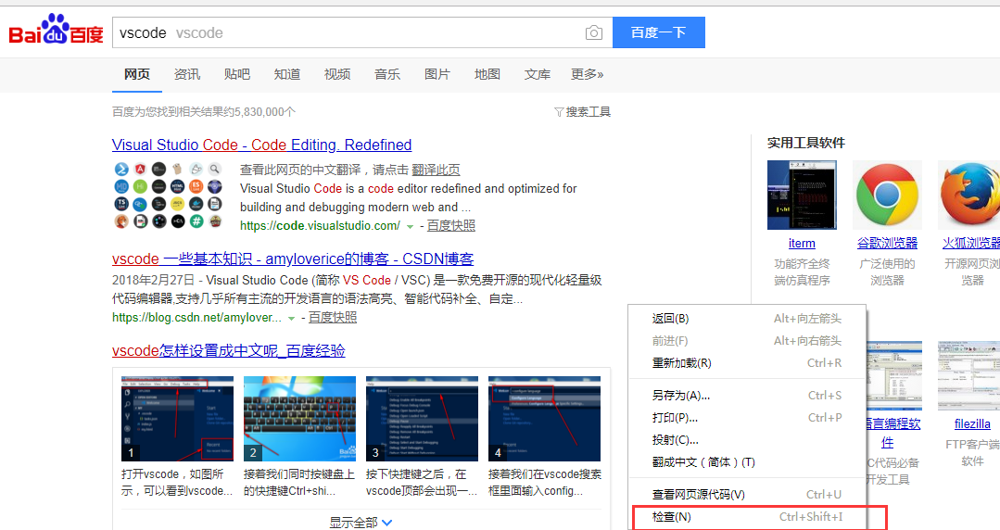 Bai du 百度
vscode vscode
百度一下
网页 资讯 贴吧 知道 视频 音乐 图片 地图 文库 更多»
百度为您找到相关结果约5,830,000个
搜索工具
Visual Studio Code - Code Editing. Redefined
查看此网页的中文翻译，请点击 翻译此页
Visual Studio Code is a code editor redefined and optimized for
building and debugging modern web and ...
https://code.visualstudio.com/ - 百度快照
vscode 一些基本知识 - amyloverice的博客 - CSDN博客
2018年2月27日 - Visual Studio Code (简称 VS Code / VSC) 是一款免费开源的现代化轻量级
代码编辑器,支持几乎所有主流的开发语言的语法高亮、智能代码补全、自定...
https://blog.csdn.net/amylover... - 百度快照
vscode怎样设置成中文呢_百度经验
1 2 3 4
打开vscode，如图所
示，可以看到vscode...
接着我们同时按键盘上
的快捷键Ctrl+shi...
按下快捷键之后，在
vscode顶部会出现一...
接着我们在vscode搜索
框里面输入config...
显示全部
实用工具软件
iterm
功能齐全终
端仿真程序
谷歌浏览器
广泛使用的
浏览器
火狐浏览器
开源网页浏
览器
语言编程软
件
C代码必备
开发工具
filezilla
FTP客户端
软件
返回(B) Alt+向左箭头
前进(F) Alt+向右箭头
重新加载(R) Ctrl+R
另存为(A)... Ctrl+S
打印(P)... Ctrl+P
投射(C)...
翻成中文（简体）(T)
查看网页源代码(V) Ctrl+U
检查(N) Ctrl+Shift+I